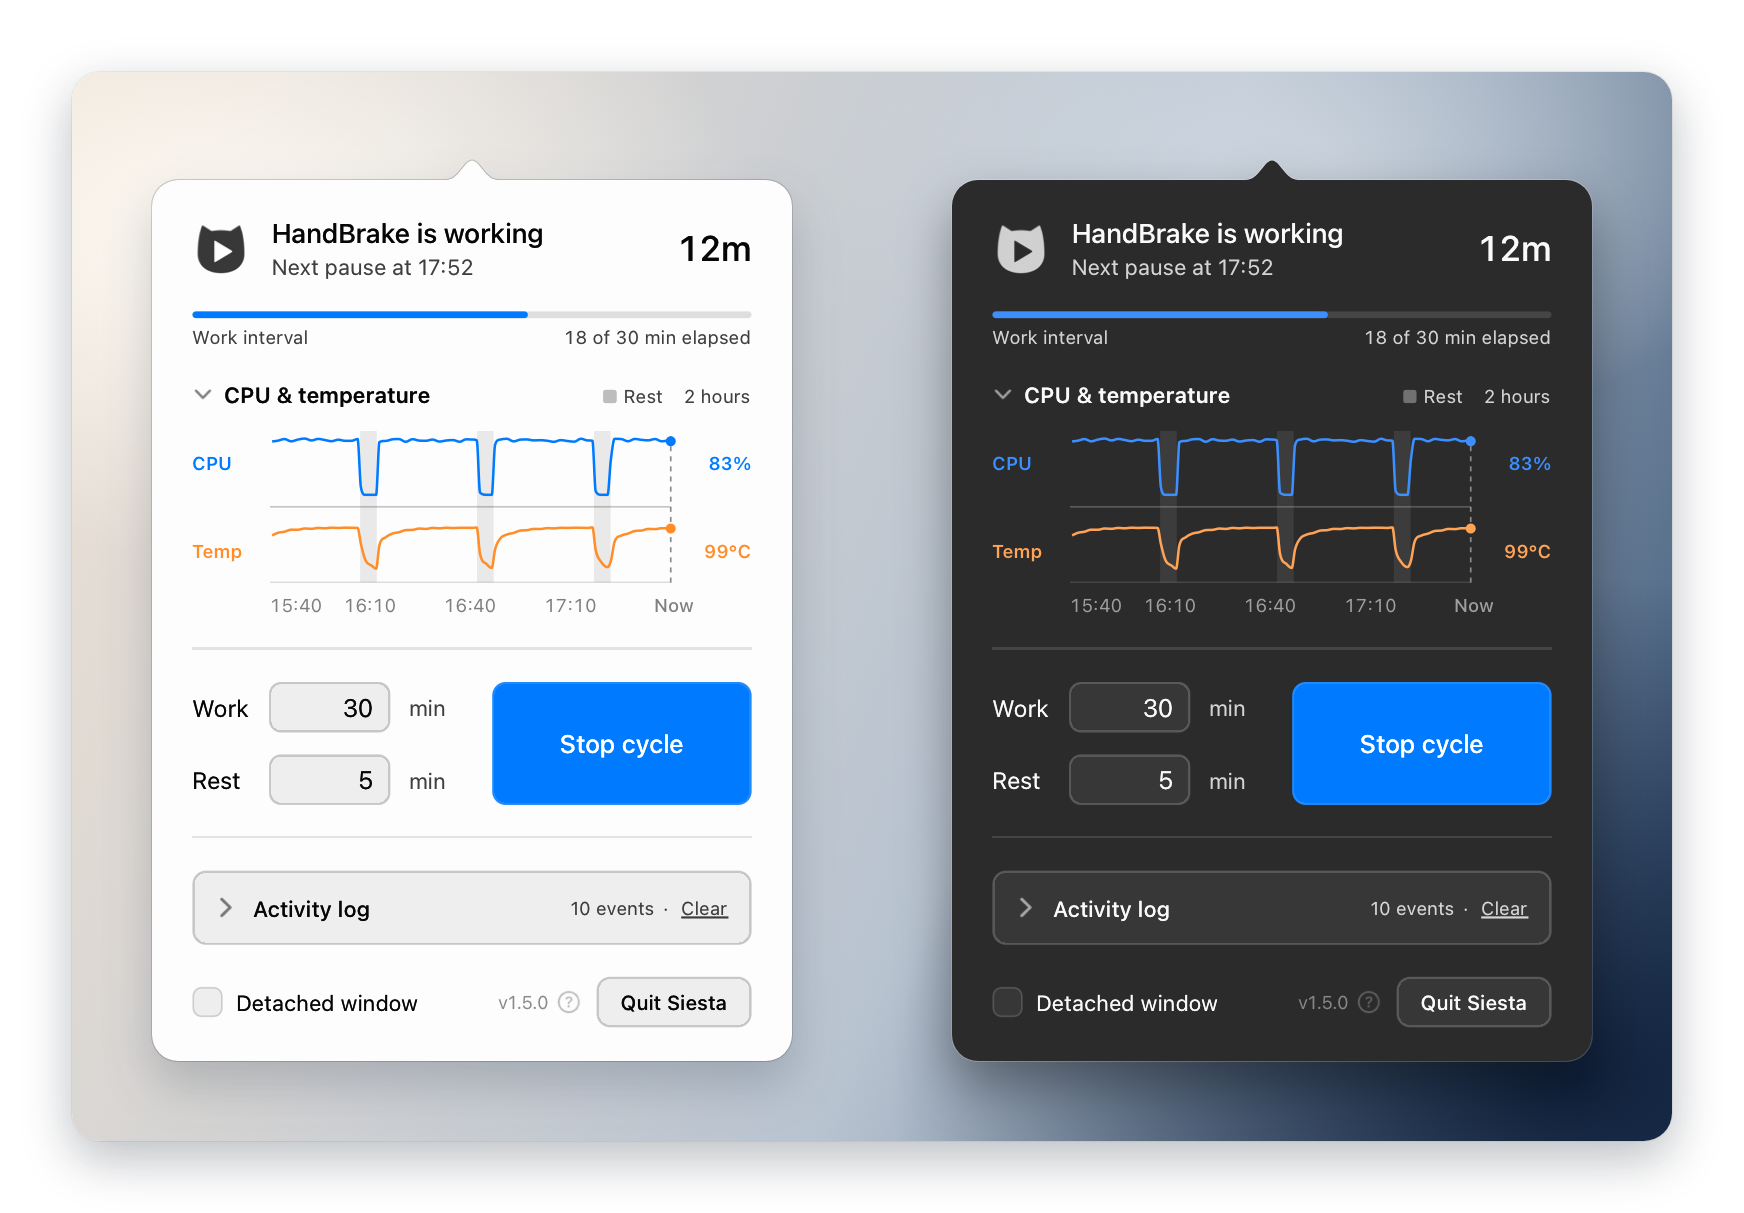 HandBrake is working
Next pause at 17:52
12m
Work interval
18 of 30 min elapsed
CPU & temperature
Rest
2 hours
CPU
83%
Temp
99°C
15:40 16:10 16:40 17:10 Now
Work 30 min
Rest 5 min
Stop cycle
Activity log
10 events · Clear
Detached window
v1.5.0 ?
Quit Siesta
HandBrake is working
Next pause at 17:52
12m
Work interval
18 of 30 min elapsed
CPU & temperature
Rest
2 hours
CPU
83%
Temp
99°C
15:40 16:10 16:40 17:10 Now
Work 30 min
Rest 5 min
Stop cycle
Activity log
10 events · Clear
Detached window
v1.5.0 ?
Quit Siesta